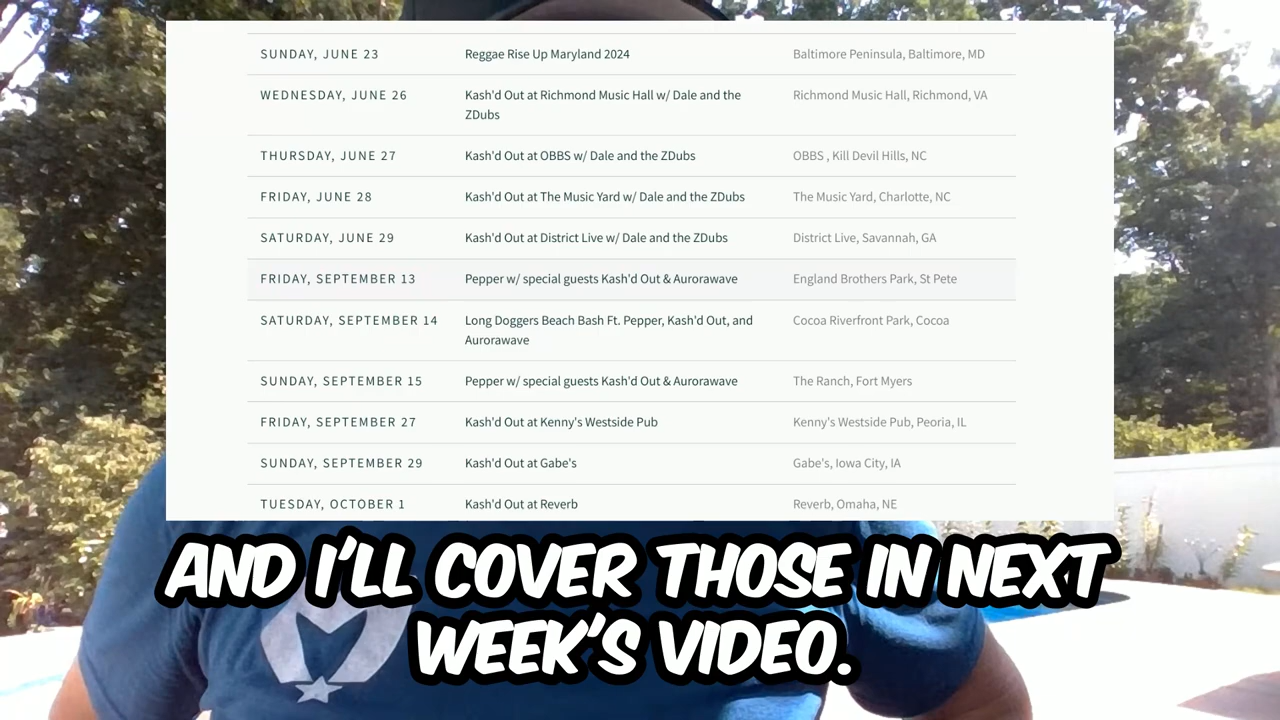 SUNDAY, JUNE 23 Reggae Rise Up Maryland 2024 Baltimore Peninsula, Baltimore, MD
WEDNESDAY, JUNE 26 Kash'd Out at Richmond Music Hall w/ Dale and the Richmond Music Hall, Richmond, VA
ZDubs
THURSDAY, JUNE 27 Kash'd Out at OBBS w/ Dale and the ZDubs OBBS , Kill Devil Hills, NC
FRIDAY, JUNE 28 Kash'd Out at The Music Yard w/ Dale and the ZDubs The Music Yard, Charlotte, NC
SATURDAY, JUNE 29 Kash'd Out at District Live w/ Dale and the ZDubs District Live, Savannah, GA
FRIDAY, SEPTEMBER 13 Pepper w/ special guests Kash'd Out & Aurorawave England Brothers Park, St Pete
SATURDAY, SEPTEMBER 14 Long Doggers Beach Bash Ft. Pepper, Kash'd Out, and Cocoa Riverfront Park, Cocoa
Aurorawave
SUNDAY, SEPTEMBER 15 Pepper w/ special guests Kash'd Out & Aurorawave The Ranch, Fort Myers
FRIDAY, SEPTEMBER 27 Kash'd Out at Kenny's Westside Pub Kenny's Westside Pub, Peoria, IL
SUNDAY, SEPTEMBER 29 Kash'd Out at Gabe's Gabe's, Iowa City, IA
TUESDAY, OCTOBER 1 Kash'd Out at Reverb Reverb, Omaha, NE
AND I'LL COVER THOSE IN NEXT
WEEK'S VIDEO.